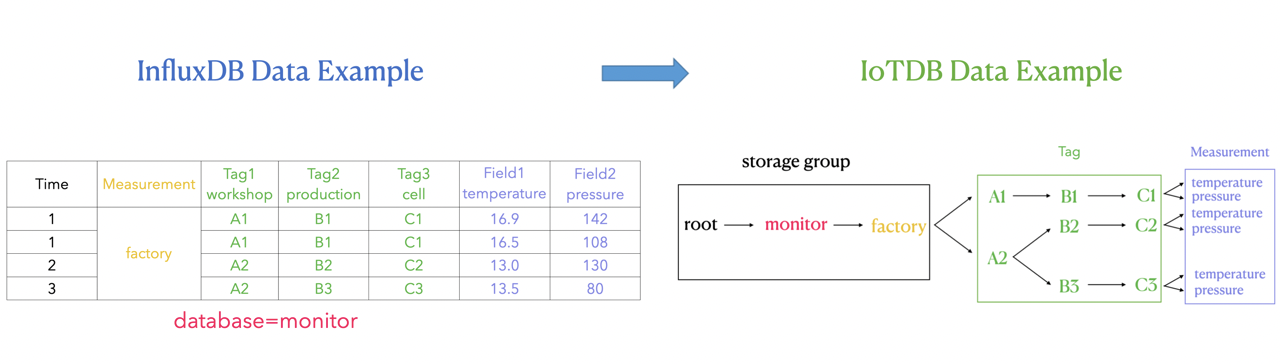 InfluxDB Data Example
IoTDB Data Example
Time Measurement Tag1 workshop Tag2 production Tag3 cell Field1 temperature Field2 pressure
1 factory A1 B1 C1 16.9 142
1 A1 B1 C1 16.5 108
2 A2 B2 C2 13.0 130
3 A2 B3 C3 13.5 80
database=monitor
storage group
root monitor factory
Tag
A1 B1 C1
B2 C2
A2
B3 C3
Measurement
temperature
pressure
temperature
pressure
temperature
pressure